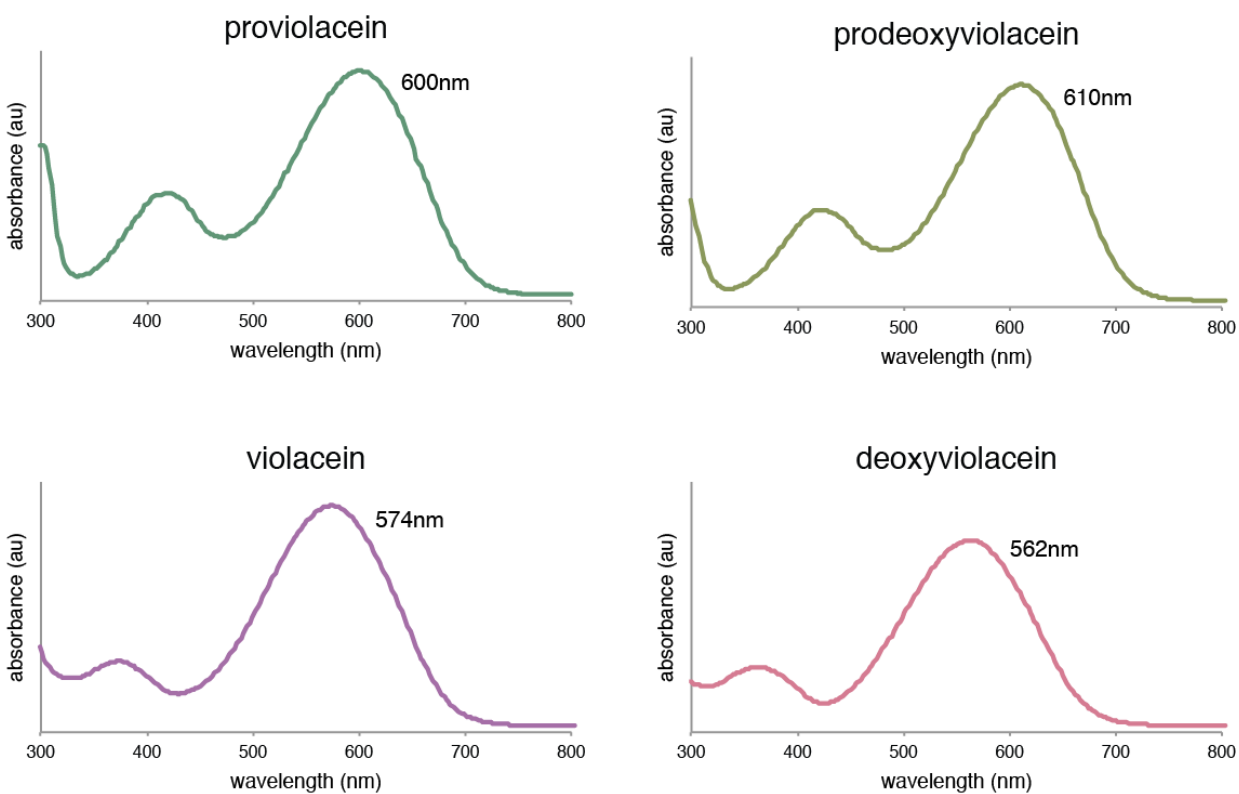 proviolacein
600nm
absorbance (au)
300 400 500 600 700 800
wavelength (nm)
prodeoxyviolacein
610nm
absorbance (au)
300 400 500 600 700 800
wavelength (nm)
violacein
574nm
absorbance (au)
300 400 500 600 700 800
wavelength (nm)
deoxyviolacein
562nm
absorbance (au)
300 400 500 600 700 800
wavelength (nm)